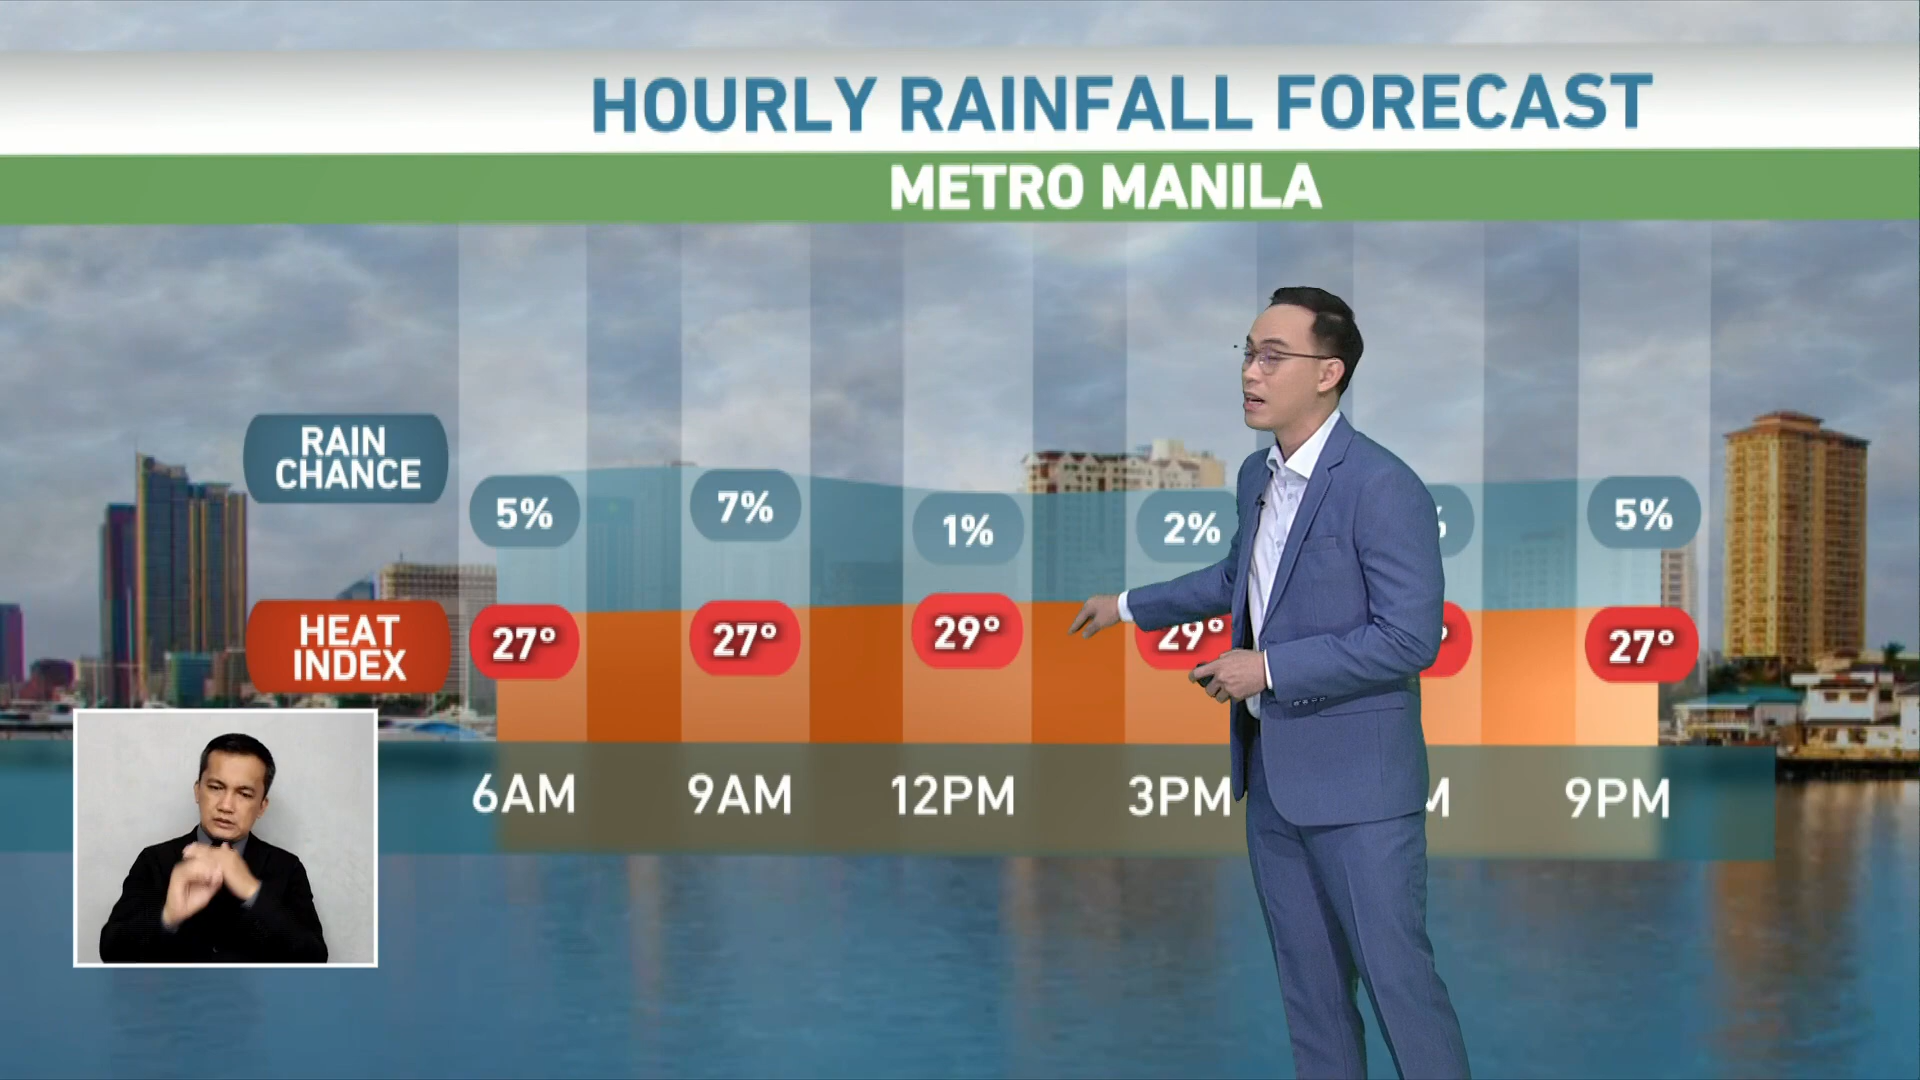 HOURLY RAINFALL FORECAST
METRO MANILA
RAIN
CHANCE
5% 7% 1% 2% % 5%
HEAT
INDEX
27° 27° 29° 29° ° 27°
6AM 9AM 12PM 3PM M 9PM